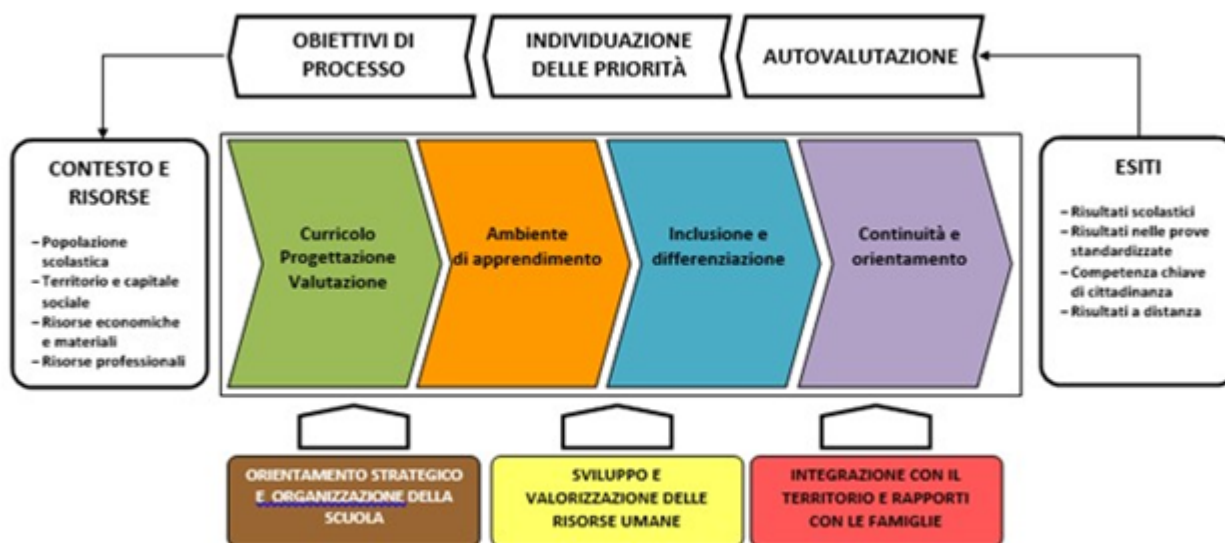 OBIETTIVI DI
PROCESSO
INDIVIDUAZIONE
DELLE PRIORITÀ
AUTOVALUTAZIONE
CONTESTO E
RISORSE
– Popolazione
scolastica
– Territorio e capitale
sociale
– Risorse economiche
e materiali
– Risorse professionali
Curricolo
Progettazione
Valutazione
Ambiente
di apprendimento
Inclusione e
differenziazione
Continuità e
orientamento
ESITI
– Risultati scolastici
– Risultati nelle prove
standardizzate
– Competenza chiave
di cittadinanza
– Risultati a distanza
ORIENTAMENTO STRATEGICO
E ORGANIZZAZIONE DELLA
SCUOLA
SVILUPPO E
VALORIZZAZIONE DELLE
RISORSE UMANE
INTEGRAZIONE CON IL
TERRITORIO E RAPPORTI
CON LE FAMIGLIE